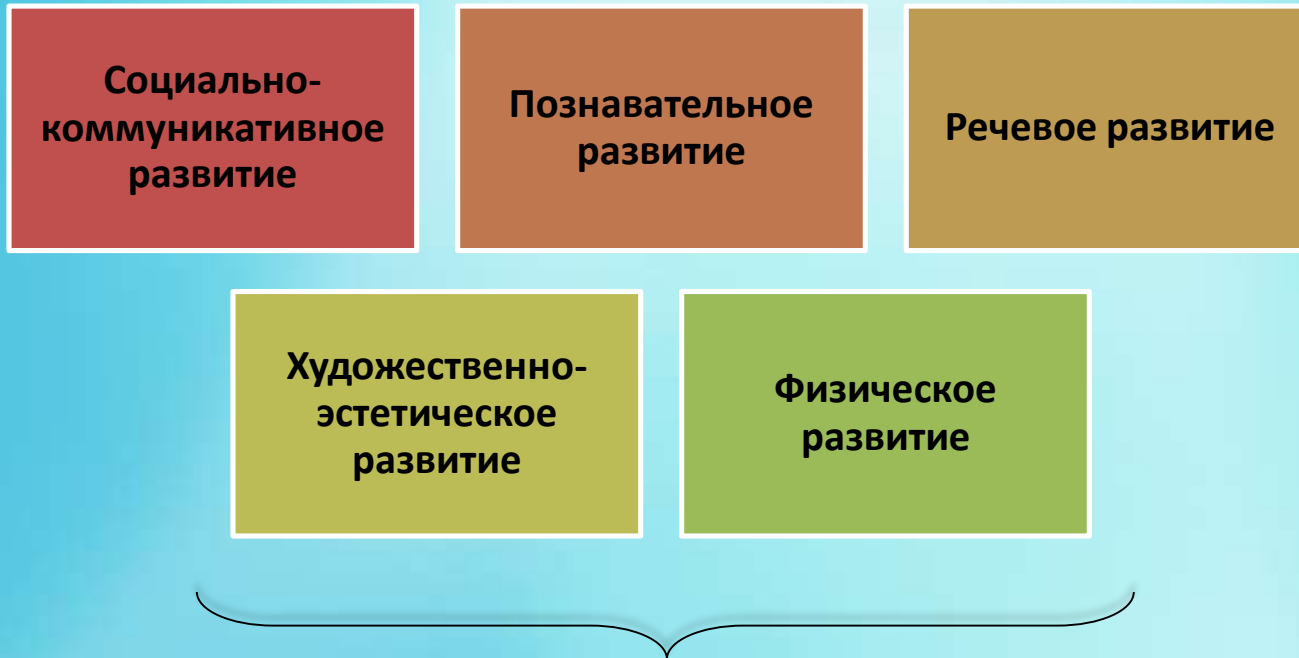 Социально-
коммуникативное
развитие
Познавательное
развитие
Речевое развитие
Художественно-
эстетическое
развитие
Физическое
развитие